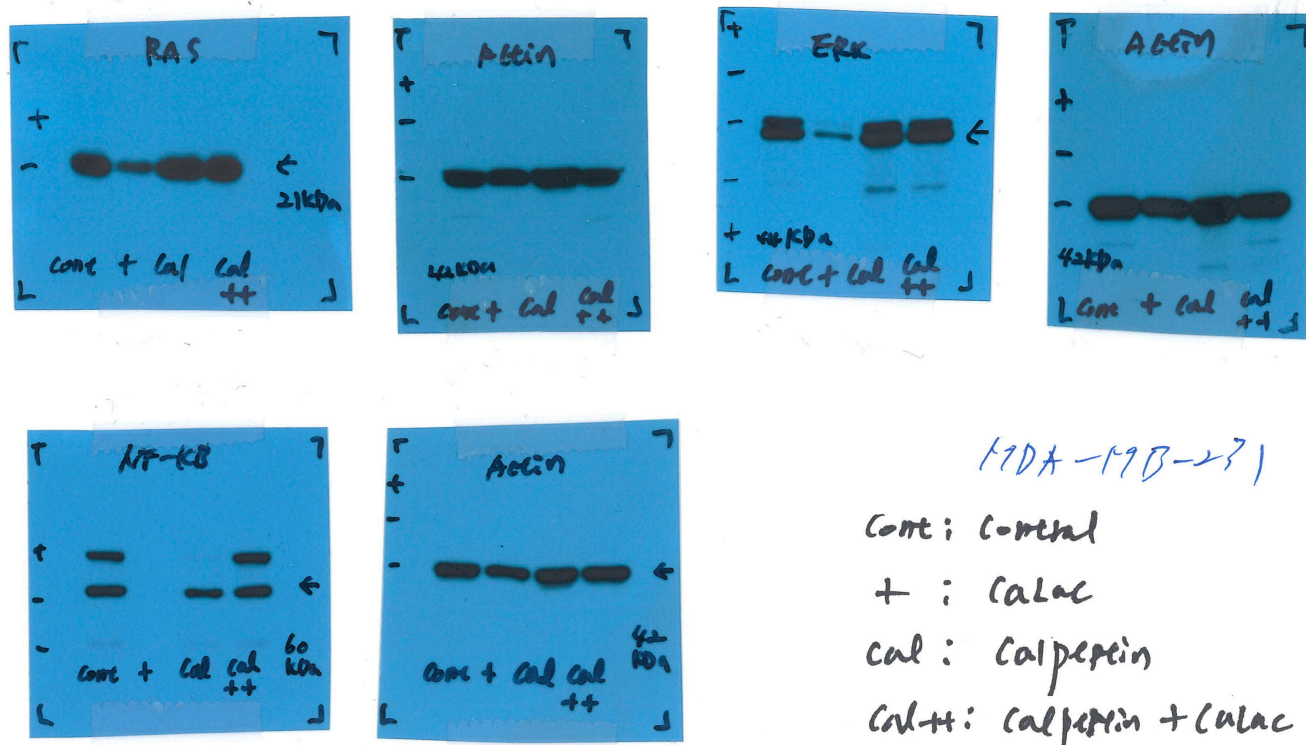 RAS
+
-
←
21kDa
cont + Cal Cal
++
Actin
+
-
-
42kDa
cont + Cal Cal
++
+
ERK
-
-
←
-
+ 44kDa
cont + Cal Cal
++
Actin
+
-
-
42kDa
cont + Cal Cal
++
NF-KB
+
-
←
-
60
kDa
cont + Cal Cal
++
Actin
+
-
-
←
42
kDa
cont + Cal Cal
++
MDA-MB-231
cont: Control
+ : CaLac
cal: Calpeptin
cal++: Calpeptin + CaLac